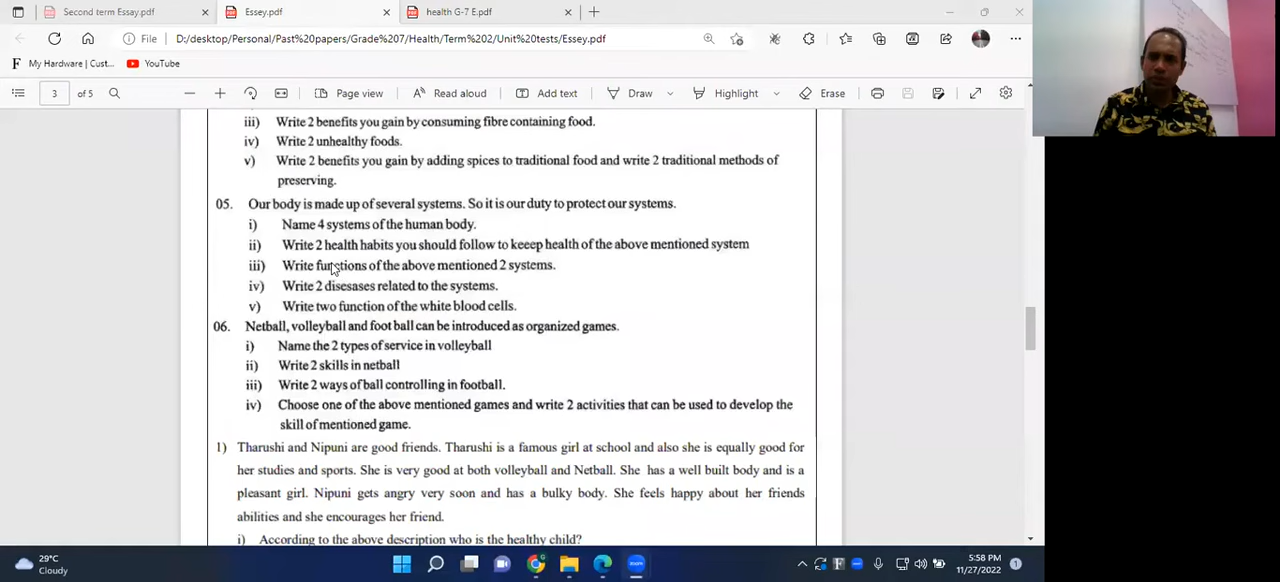 Second term Essay.pdf
Essey.pdf
health G-7 E.pdf
File
D:/desktop/Personal/Past%20papers/Grade%207/Health/Term%202/Unit%20tests/Essey.pdf
F My Hardware | Cust...
YouTube
3 of 5
Page view
Read aloud
Add text
Draw
Highlight
Erase
iii) Write 2 benefits you gain by consuming fibre containing food.
iv) Write 2 unhealthy foods.
v) Write 2 benefits you gain by adding spices to traditional food and write 2 traditional methods of
preserving.
05. Our body is made up of several systems. So it is our duty to protect our systems.
i) Name 4 systems of the human body.
ii) Write 2 health habits you should follow to keeep health of the above mentioned system
iii) Write functions of the above mentioned 2 systems.
iv) Write 2 disesases related to the systems.
v) Write two function of the white blood cells.
06. Netball, volleyball and foot ball can be introduced as organized games.
i) Name the 2 types of service in volleyball
ii) Write 2 skills in netball
iii) Write 2 ways of ball controlling in football.
iv) Choose one of the above mentioned games and write 2 activities that can be used to develop the
skill of mentioned game.
1) Tharushi and Nipuni are good friends. Tharushi is a famous girl at school and also she is equally good for
her studies and sports. She is very good at both volleyball and Netball. She has a well built body and is a
pleasant girl. Nipuni gets angry very soon and has a bulky body. She feels happy about her friends
abilities and she encourages her friend.
i) According to the above description who is the healthy child?
29°C
Cloudy
5:58 PM
11/27/2022